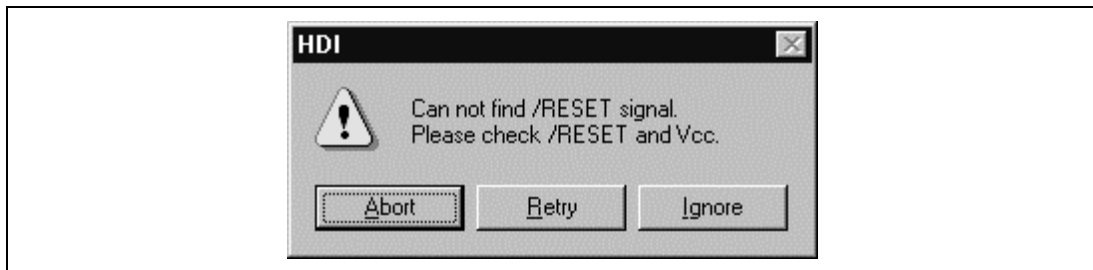 HDI
Can not find /RESET signal.
Please check /RESET and Vcc.
Abort Retry Ignore